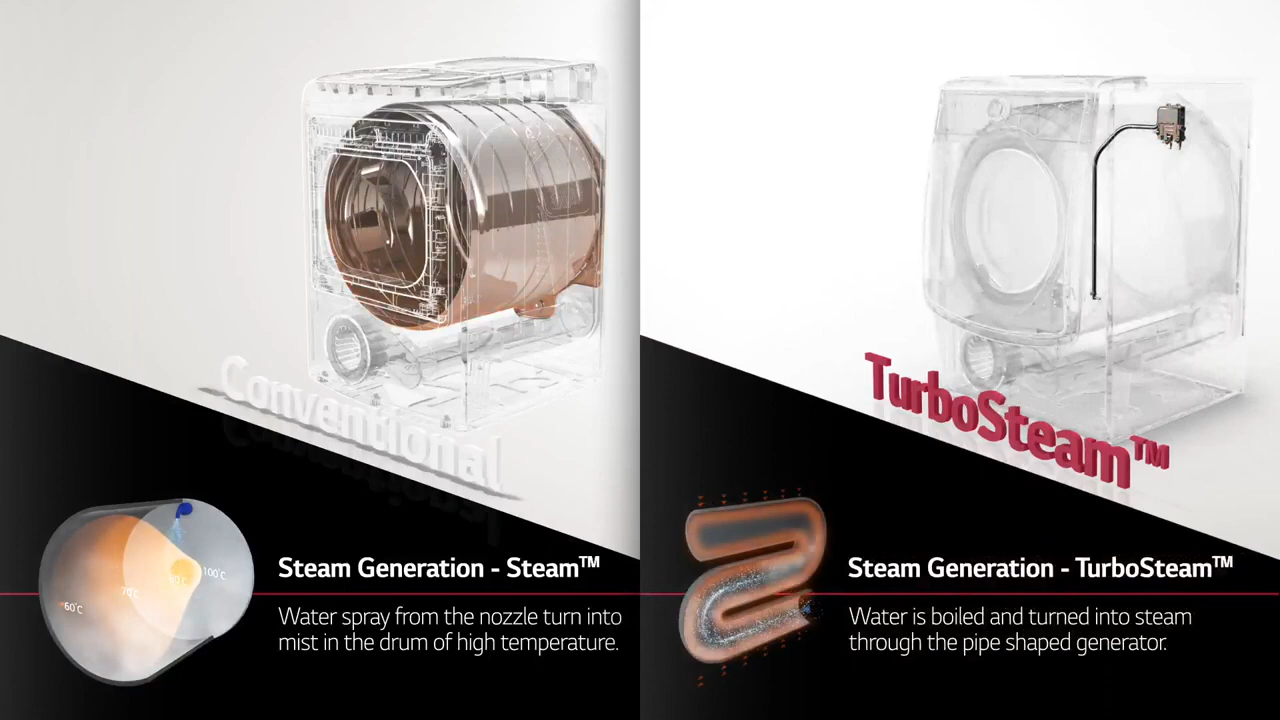 Conventional
60°C
70°C
80°C
100°C
Steam Generation - Steam™
Water spray from the nozzle turn into
mist in the drum of high temperature.
TurboSteam™
Steam Generation - TurboSteam™
Water is boiled and turned into steam
through the pipe shaped generator.